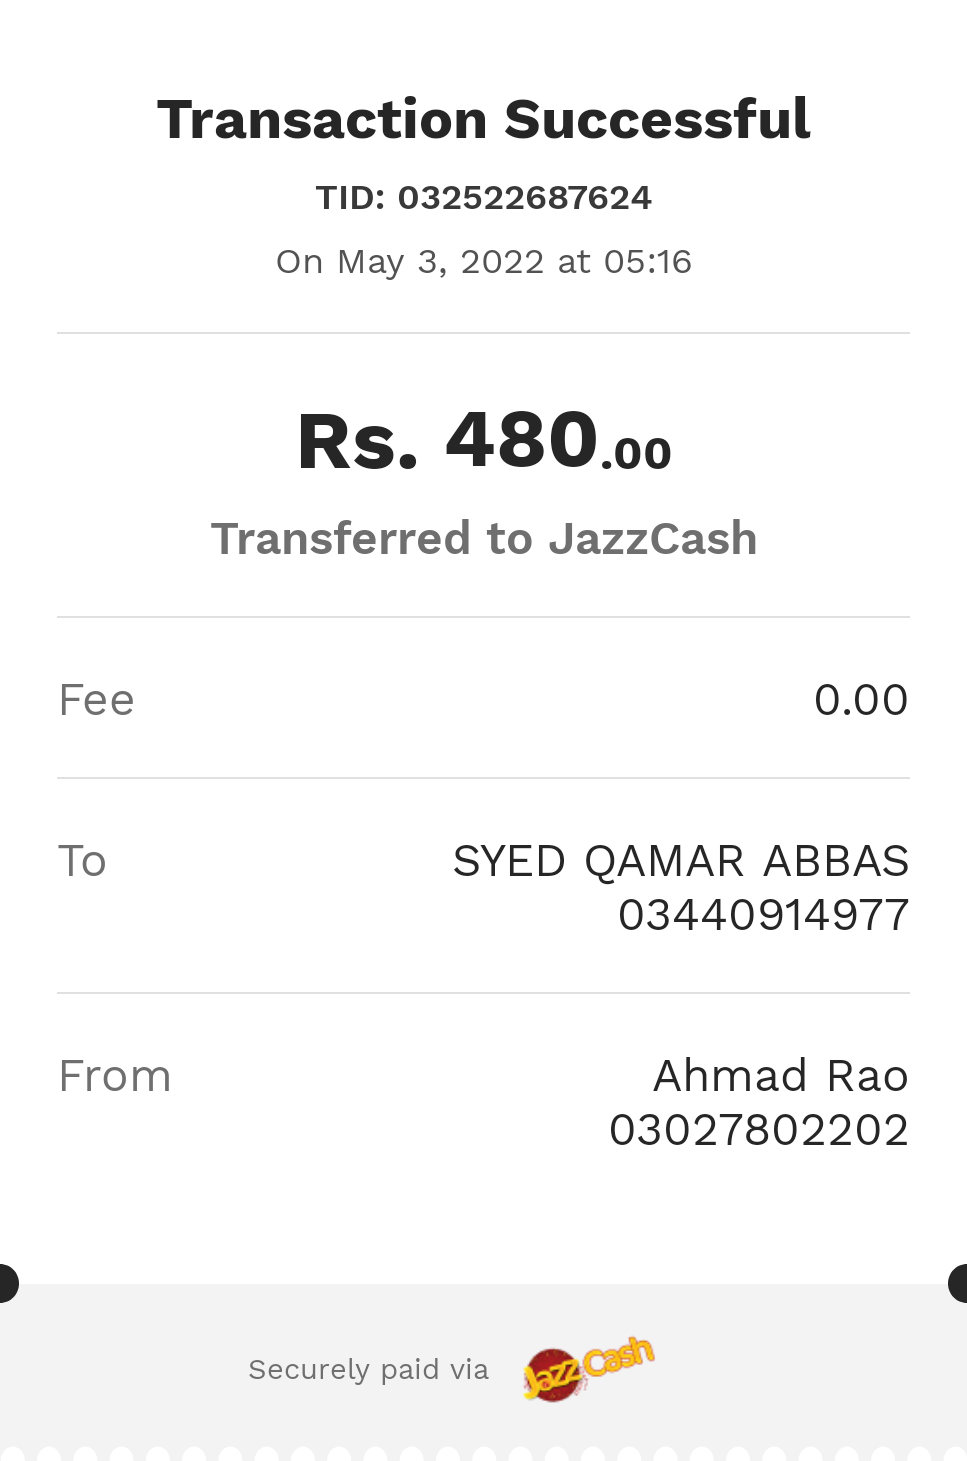 Transaction Successful
TID: 032522687624
On May 3, 2022 at 05:16
Rs. 480.00
Transferred to JazzCash
Fee 0.00
To SYED QAMAR ABBAS
03440914977
From Ahmad Rao
03027802202
Securely paid via JazzCash